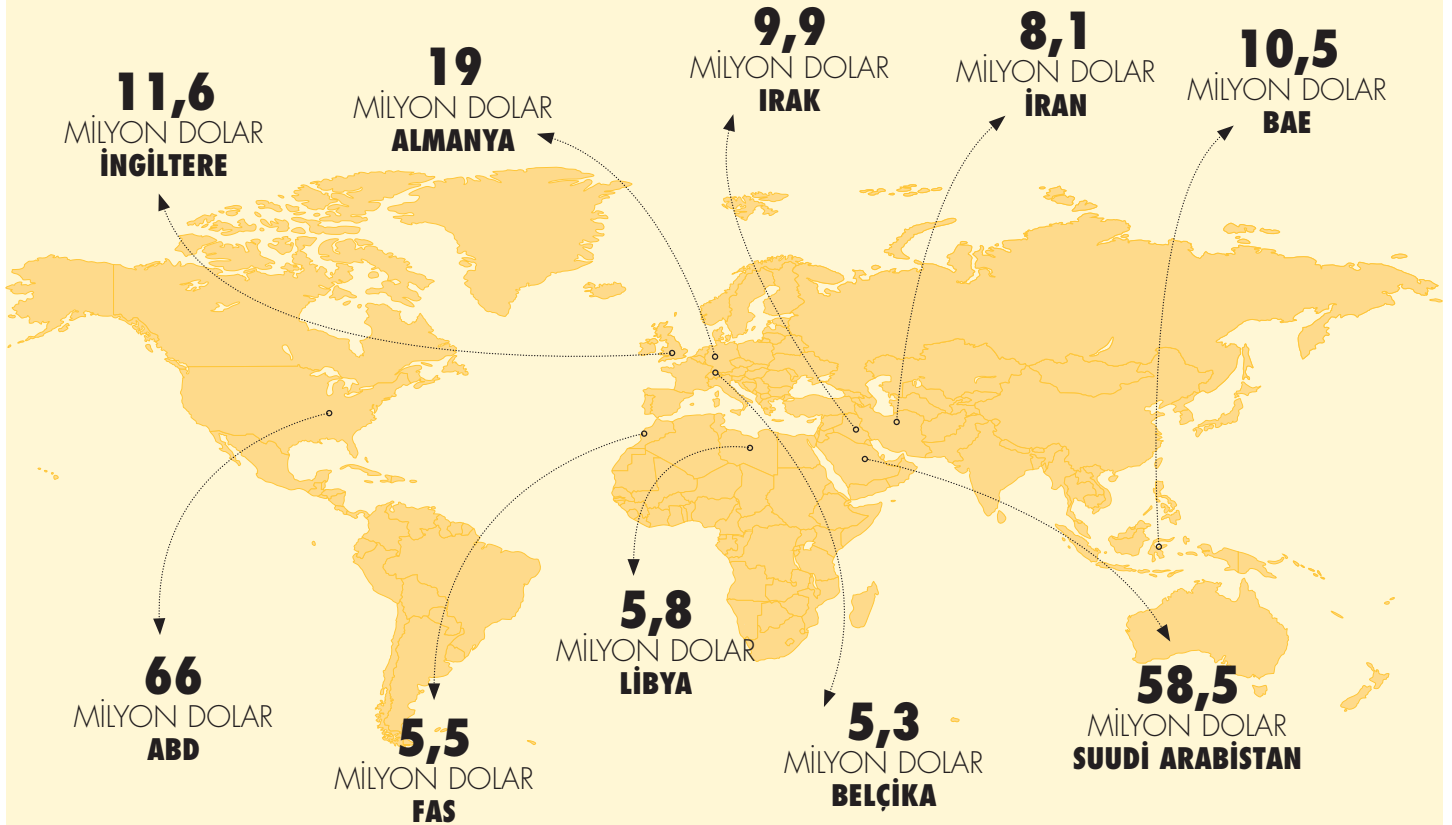 11,6
MİLYON DOLAR
İNGİLTERE
19
MİLYON DOLAR
ALMANYA
9,9
MİLYON DOLAR
IRAK
8,1
MİLYON DOLAR
İRAN
10,5
MİLYON DOLAR
BAE
66
MİLYON DOLAR
ABD
5,5
MİLYON DOLAR
FAS
5,8
MİLYON DOLAR
LİBYA
5,3
MİLYON DOLAR
BELÇİKA
58,5
MİLYON DOLAR
SUUDİ ARABİSTAN